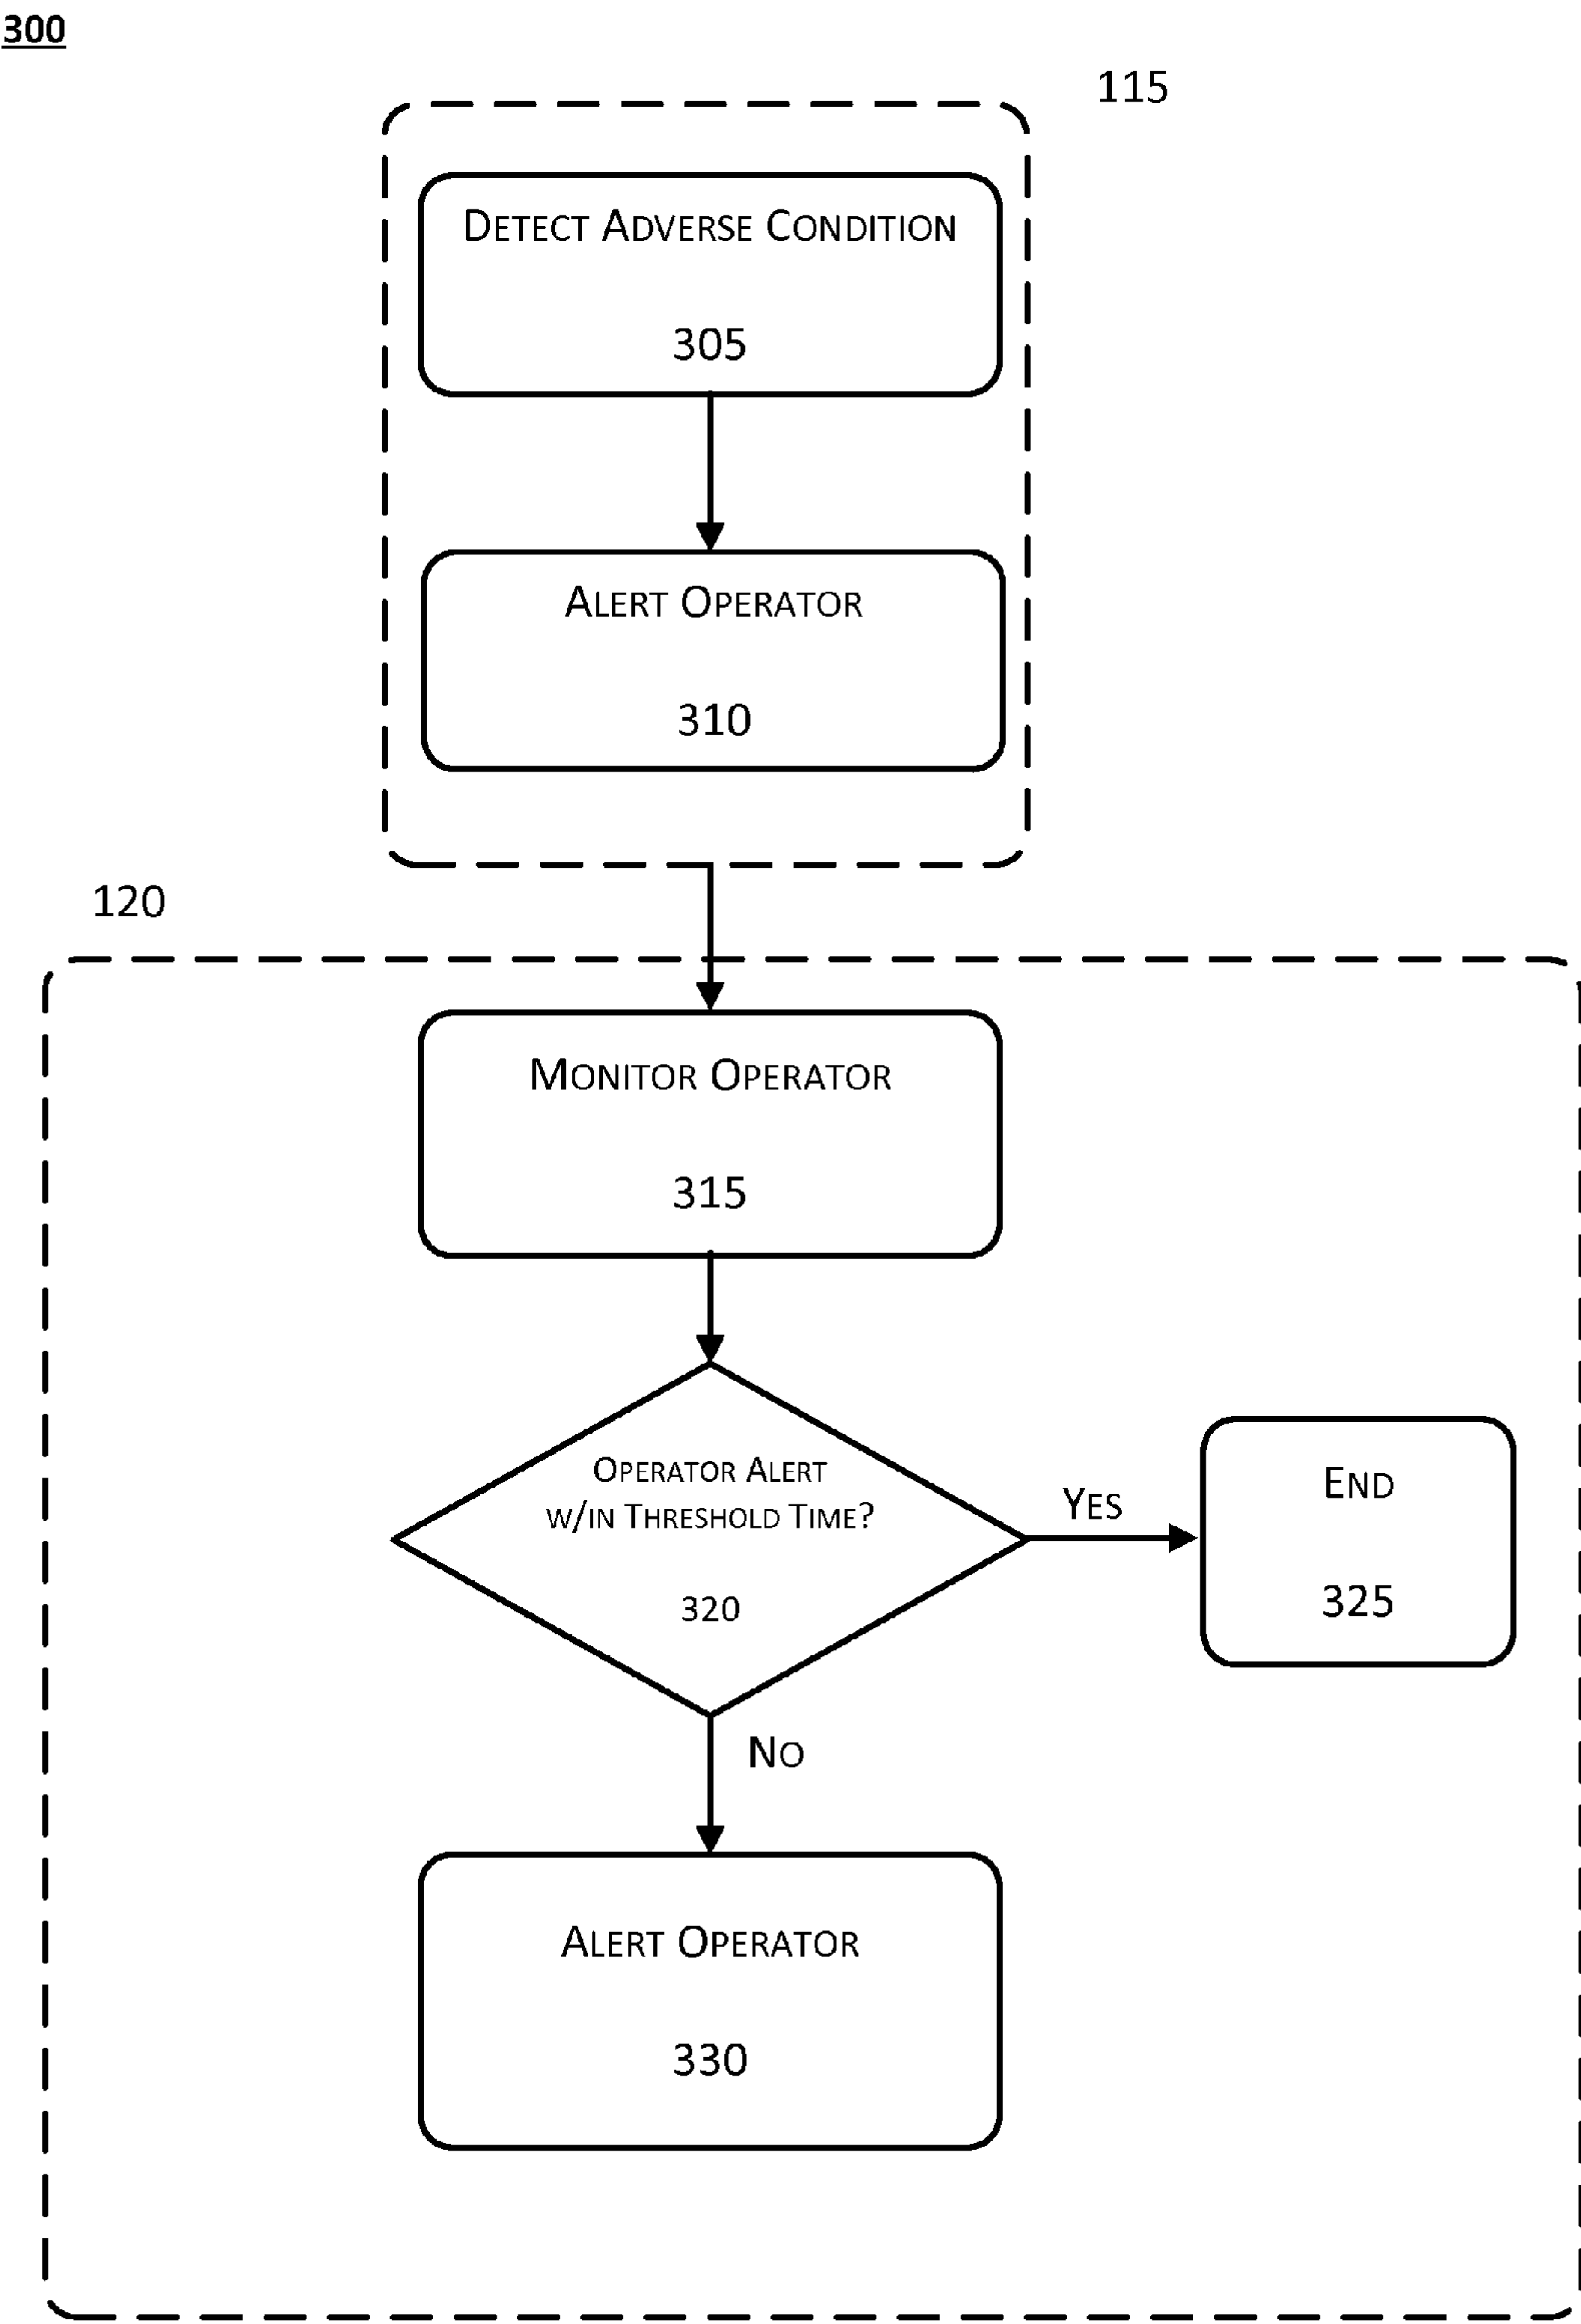 300
115
Detect Adverse Condition
305
Alert Operator
310
120
Monitor Operator
315
Operator Alert
w/in Threshold Time?
320
Yes
End
325
No
Alert Operator
330